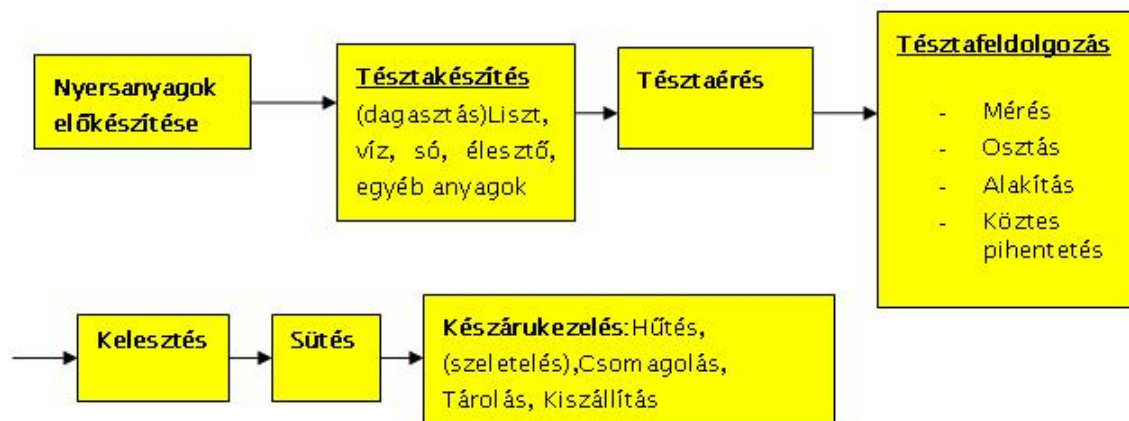 Nyersanyagok
előkészítése
Tésztakészítés
(dagasztás)Liszt,
víz, só, élesztő,
egyéb anyagok
Tésztaérés
Tésztafeldolgozás
- Mérés
- Osztás
- Alakítás
- Köztes
pihentetés
Kelesztés
Sütés
Készárukezelés:Hűtés,
(szeletelés),Csomagolás,
Tárolás, Kiszállítás